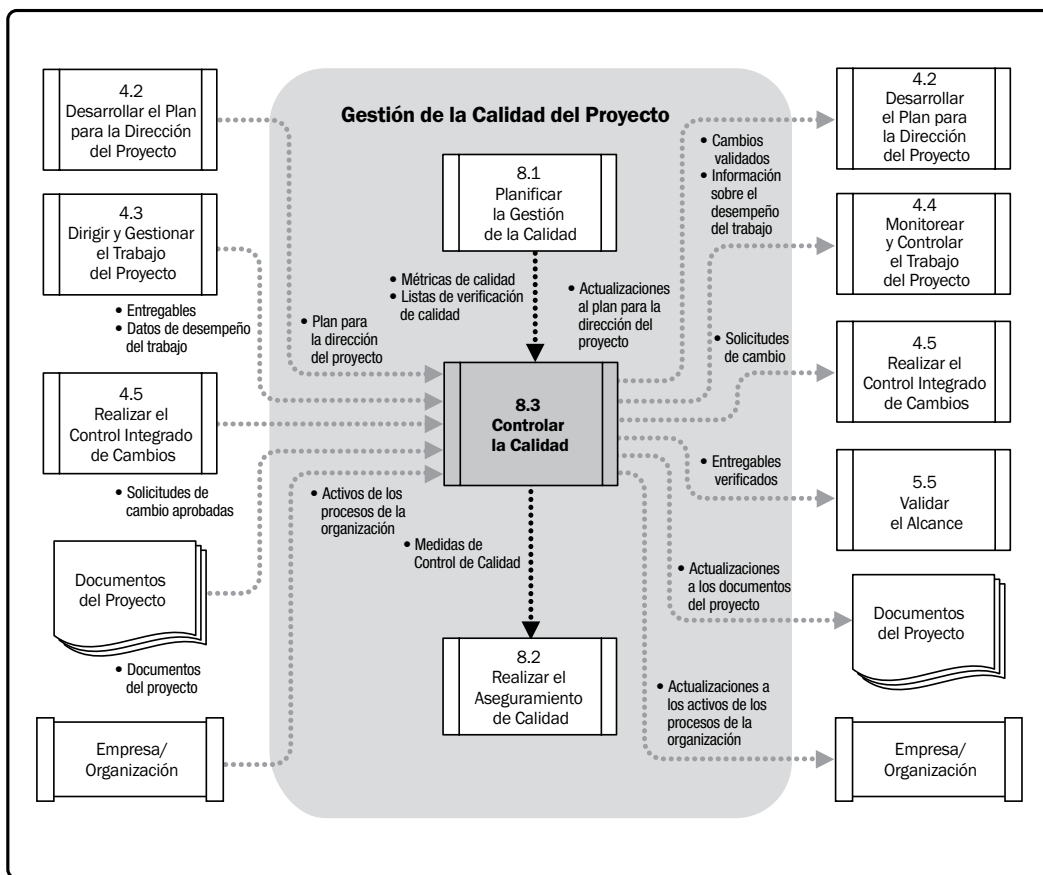 4.2
Desarrollar el Plan
para la Dirección
del Proyecto
4.3
Dirigir y Gestionar
el Trabajo
del Proyecto
• Entregables
• Datos de desempeño
del trabajo
4.5
Realizar el
Control Integrado
de Cambios
• Solicitudes de
cambio aprobadas
Documentos
del Proyecto
• Documentos
del proyecto
Empresa/
Organización
Gestión de la Calidad del Proyecto
8.1
Planificar
la Gestión
de la Calidad
• Métricas de calidad
• Listas de verificación
de calidad
• Plan para
la dirección
del proyecto
8.3
Controlar
la Calidad
• Activos de los
procesos de la
organización
• Medidas de
Control de Calidad
8.2
Realizar el
Aseguramiento
de Calidad
• Cambios
validados
• Información
sobre el
desempeño
del trabajo
• Actualizaciones
al plan para la
dirección del
proyecto
• Solicitudes
de cambio
• Entregables
verificados
• Actualizaciones
a los documentos
del proyecto
• Actualizaciones a
los activos de los
procesos de la
organización
4.2
Desarrollar
el Plan para
la Dirección
del Proyecto
4.4
Monitorear
y Controlar
el Trabajo
del Proyecto
4.5
Realizar el
Control Integrado
de Cambios
5.5
Validar
el Alcance
Documentos
del Proyecto
Empresa/
Organización